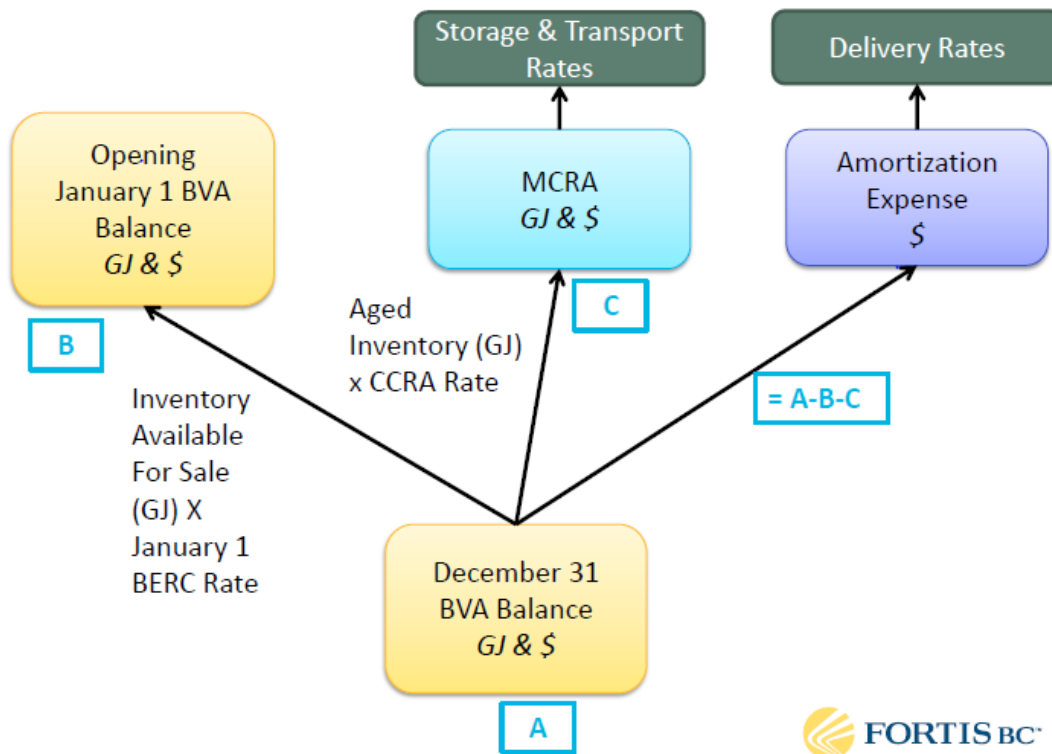 Storage & Transport
Rates
Delivery Rates
Opening
January 1 BVA
Balance
GJ & $
MCRA
GJ & $
Amortization
Expense
$
B
Aged
Inventory (GJ)
x CCRA Rate
C
Inventory
Available
For Sale
(GJ) X
January 1
BERC Rate
= A-B-C
December 31
BVA Balance
GJ & $
A
FORTIS BC™